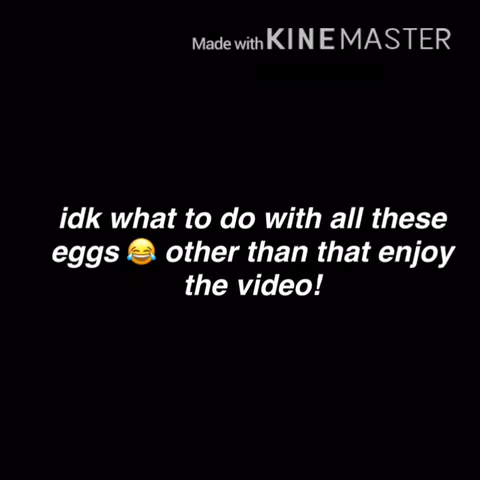 Made with KINEMASTER
idk what to do with all these
eggs 😂 other than that enjoy
the video!